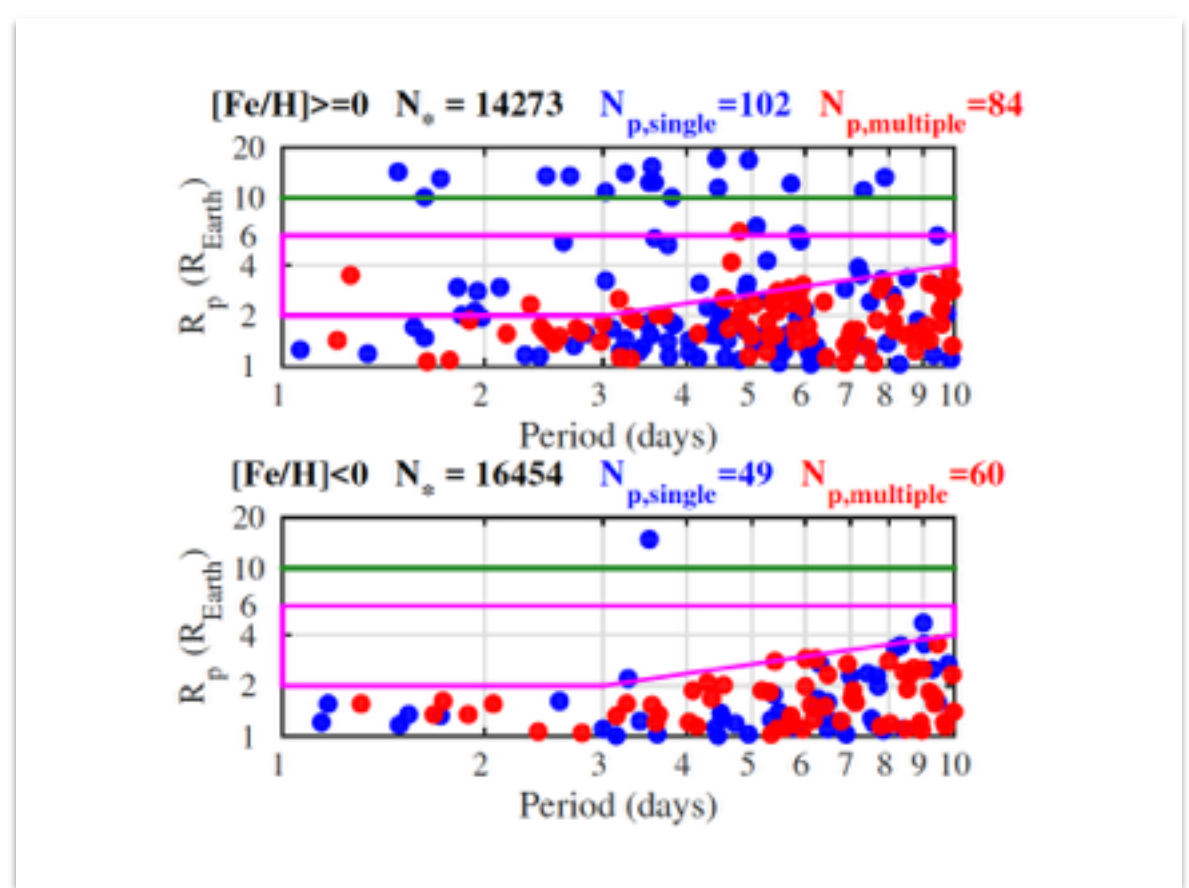 [Fe/H]>=0 N* = 14273 Np,single=102 Np,multiple=84
20
10
6
4
2
1
Rp (REarth)
1 2 3 4 5 6 7 8 9 10
Period (days)
[Fe/H]<0 N* = 16454 Np,single=49 Np,multiple=60
20
10
6
4
2
1
Rp (REarth)
1 2 3 4 5 6 7 8 9 10
Period (days)